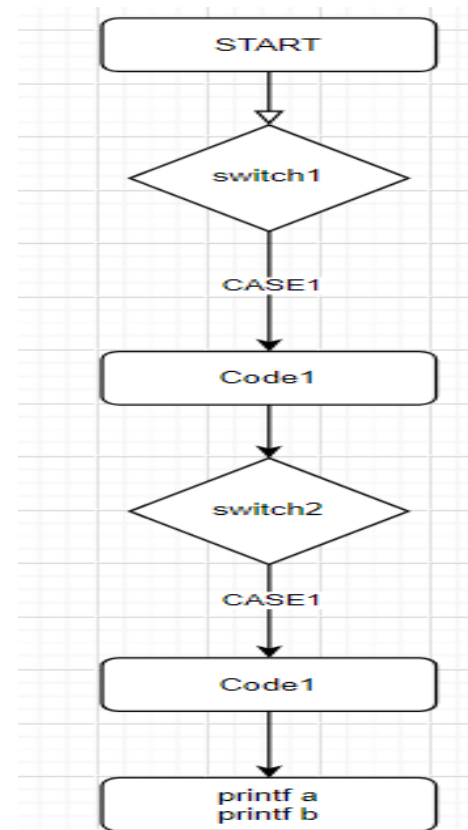 START
switch1
CASE1
Code1
switch2
CASE1
Code1
printf a
printf b